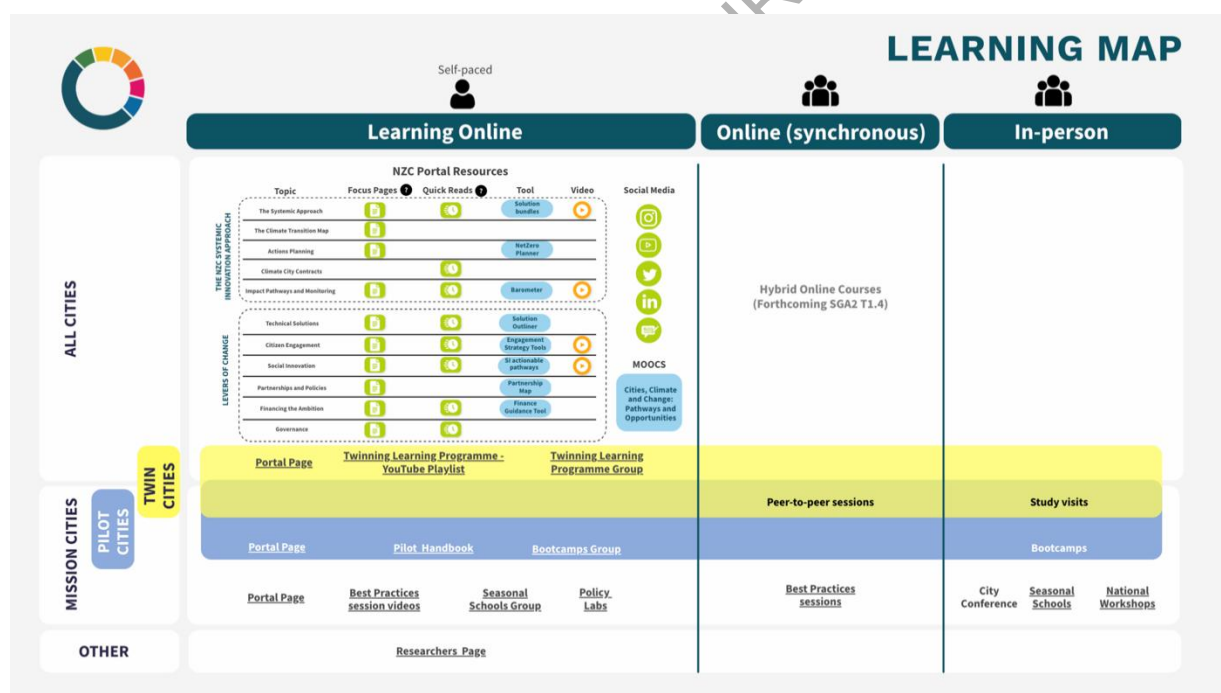 LEARNING MAP
Self-paced
Learning Online
Online (synchronous)
In-person
ALL CITIES
NZC Portal Resources
Topic Focus Pages ? Quick Reads ? Tool Video Social Media
THE NZC SYSTEMIC
INNOVATION APPROACH
The Systemic Approach
Solution
bundles
The Climate Transition Map
Actions Planning
NetZero
Planner
Climate City Contracts
Impact Pathways and Monitoring
Barometer
LEVERS OF CHANGE
Technical Solutions
Solution
Outliner
Citizen Engagement
Engagement
Strategy Tools
Social Innovation
SI actionable
pathways
Partnerships and Policies
Partnership
Map
Financing the Ambition
Finance
Guidance Tool
Governance
MOOCS
Cities, Climate
and Change:
Pathways and
Opportunities
Hybrid Online Courses
(Forthcoming SGA2 T1.4)
TWIN
CITIES
Portal Page
Twinning Learning Programme -
YouTube Playlist
Twinning Learning
Programme Group
Peer-to-peer sessions
Study visits
MISSION CITIES
PILOT
CITIES
Portal Page
Pilot Handbook
Bootcamps Group
Bootcamps
Portal Page
Best Practices
session videos
Seasonal
Schools Group
Policy
Labs
Best Practices
sessions
City
Conference
Seasonal
Schools
National
Workshops
OTHER
Researchers Page